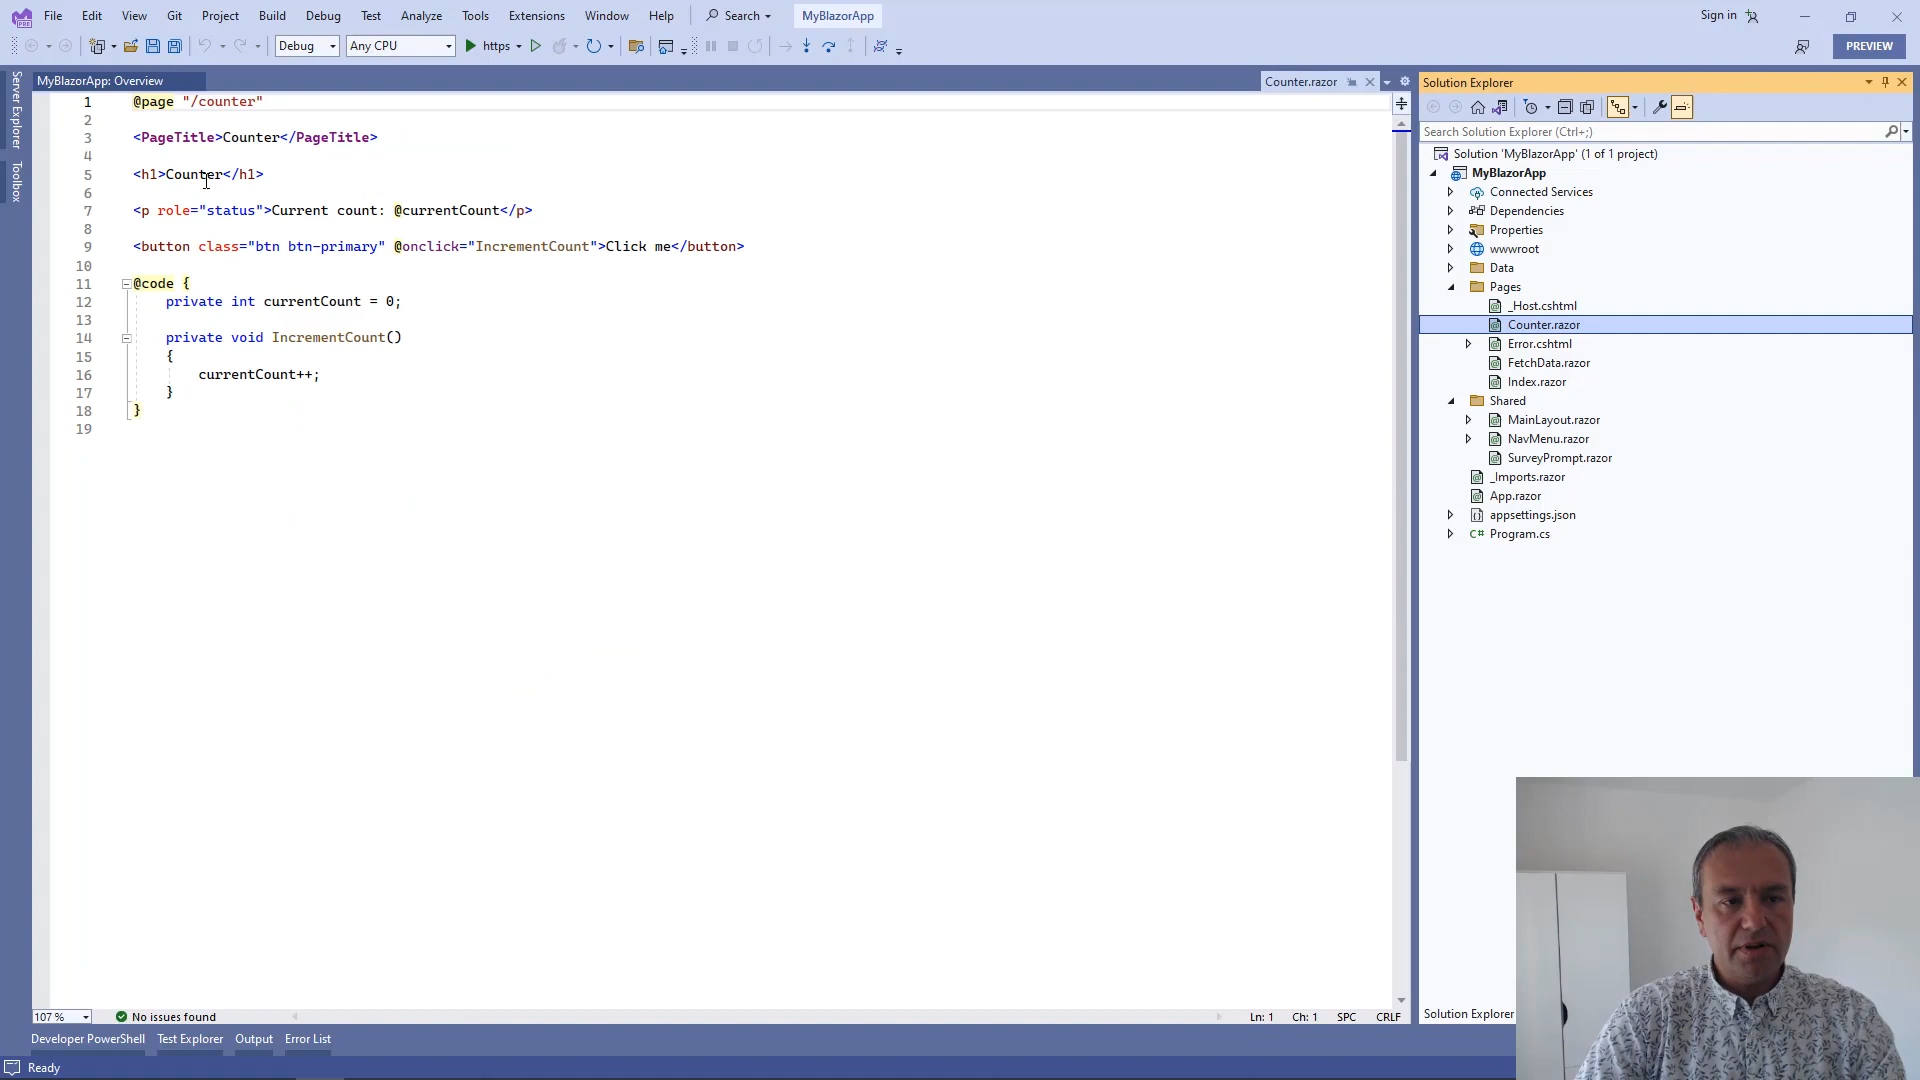 File Edit View Git Project Build Debug Test Analyze Tools Extensions Window Help Search MyBlazorApp Sign in
Debug Any CPU https PREVIEW
Server Explorer
Toolbox
MyBlazorApp: Overview
Counter.razor
1 @page "/counter"
2
3 <PageTitle>Counter</PageTitle>
4
5 <h1>Counter</h1>
6
7 <p role="status">Current count: @currentCount</p>
8
9 <button class="btn btn-primary" @onclick="IncrementCount">Click me</button>
10
11 @code {
12 private int currentCount = 0;
13
14 private void IncrementCount()
15 {
16 currentCount++;
17 }
18 }
19
107 % No issues found Ln: 1 Ch: 1 SPC CRLF
Developer PowerShell Test Explorer Output Error List
Ready
Solution Explorer
Search Solution Explorer (Ctrl+;)
Solution 'MyBlazorApp' (1 of 1 project)
MyBlazorApp
Connected Services
Dependencies
Properties
wwwroot
Data
Pages
_Host.cshtml
Counter.razor
Error.cshtml
FetchData.razor
Index.razor
Shared
MainLayout.razor
NavMenu.razor
SurveyPrompt.razor
_Imports.razor
App.razor
appsettings.json
C# Program.cs
Solution Explorer